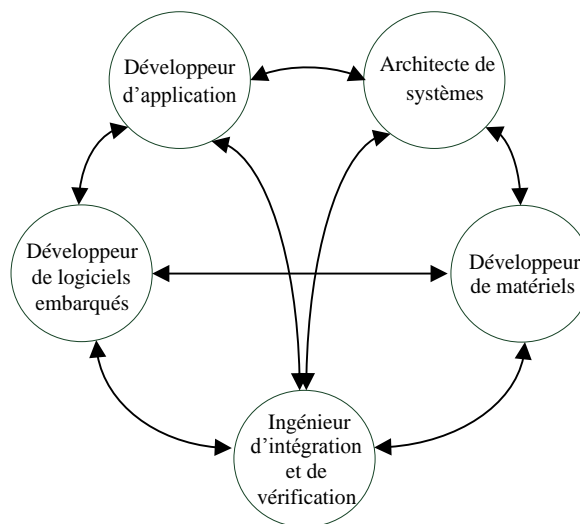 Développeur
d’application
Architecte de
systèmes
Développeur
de logiciels
embarqués
Développeur
de matériels
Ingénieur
d’intégration
et de
vérification